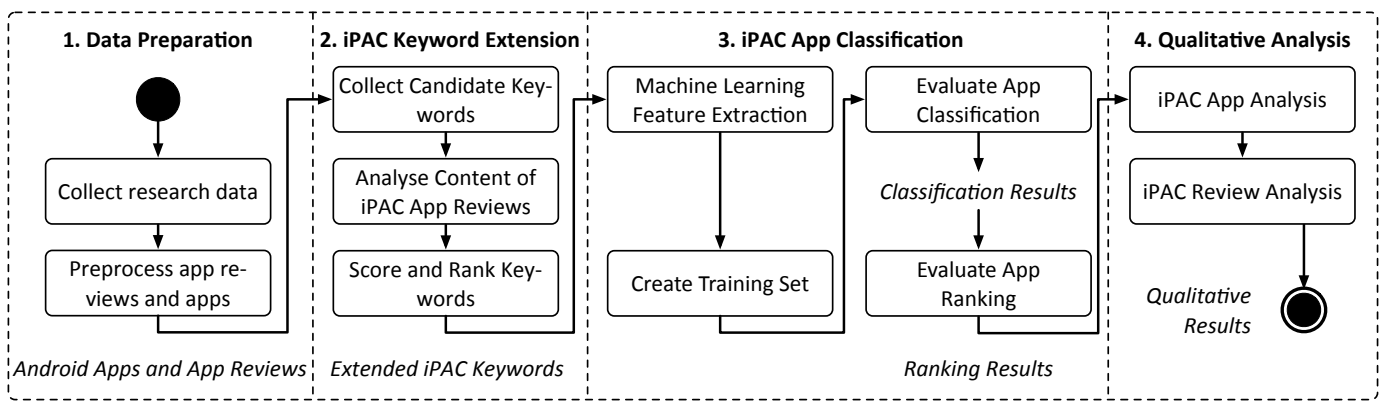 1. Data Preparation
Collect research data
Preprocess app re-
views and apps
Android Apps and App Reviews
2. iPAC Keyword Extension
Collect Candidate Key-
words
Analyse Content of
iPAC App Reviews
Score and Rank Key-
words
Extended iPAC Keywords
3. iPAC App Classification
Machine Learning
Feature Extraction
Create Training Set
Evaluate App
Classification
Classification Results
Evaluate App
Ranking
Ranking Results
4. Qualitative Analysis
iPAC App Analysis
iPAC Review Analysis
Qualitative
Results